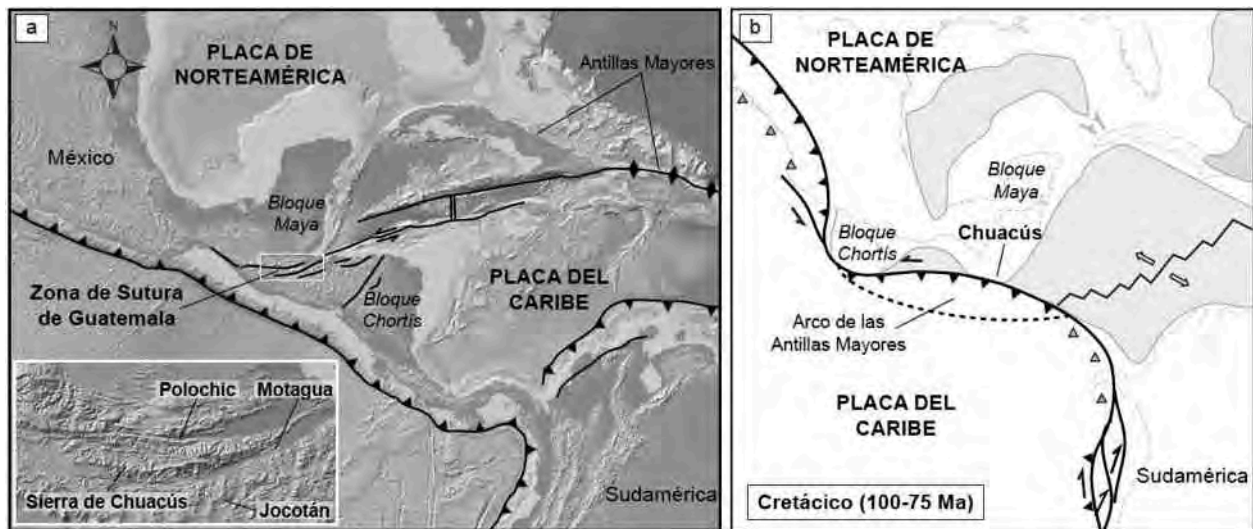 a
N
PLACA DE
NORTEAMÉRICA
Antillas Mayores
México
Bloque
Maya
Zona de Sutura
de Guatemala
Bloque
Chortís
PLACA DEL
CARIBE
Polochic
Motagua
Sierra de Chuacús
Jocotán
Sudamérica
b
PLACA DE
NORTEAMÉRICA
Bloque
Maya
Bloque
Chortís
Chuacús
Arco de las
Antillas Mayores
PLACA DEL
CARIBE
Sudamérica
Cretácico (100-75 Ma)